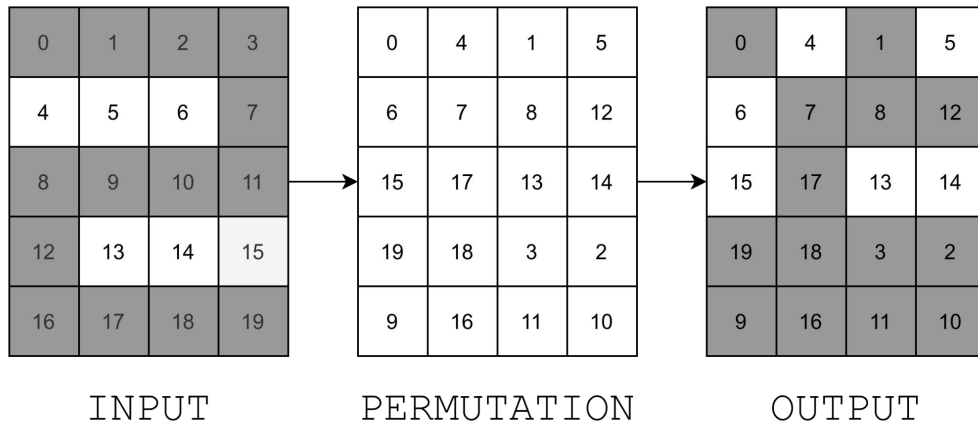 0 1 2 3 0 4 1 5 0 4 1 5
4 5 6 7 6 7 8 12 6 7 8 12
8 9 10 11 15 17 13 14 15 17 13 14
12 13 14 15 19 18 3 2 19 18 3 2
16 17 18 19 9 16 11 10 9 16 11 10
INPUT PERMUTATION OUTPUT